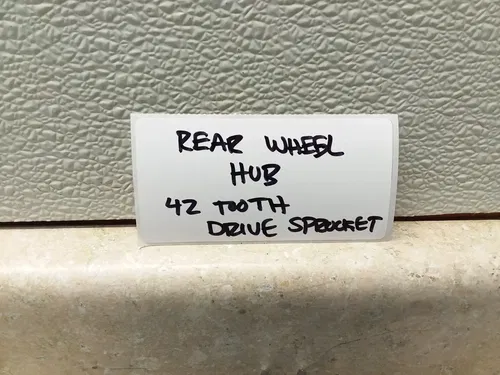 REAR WHEEL
HUB
42 TOOTH
DRIVE SPROCKET